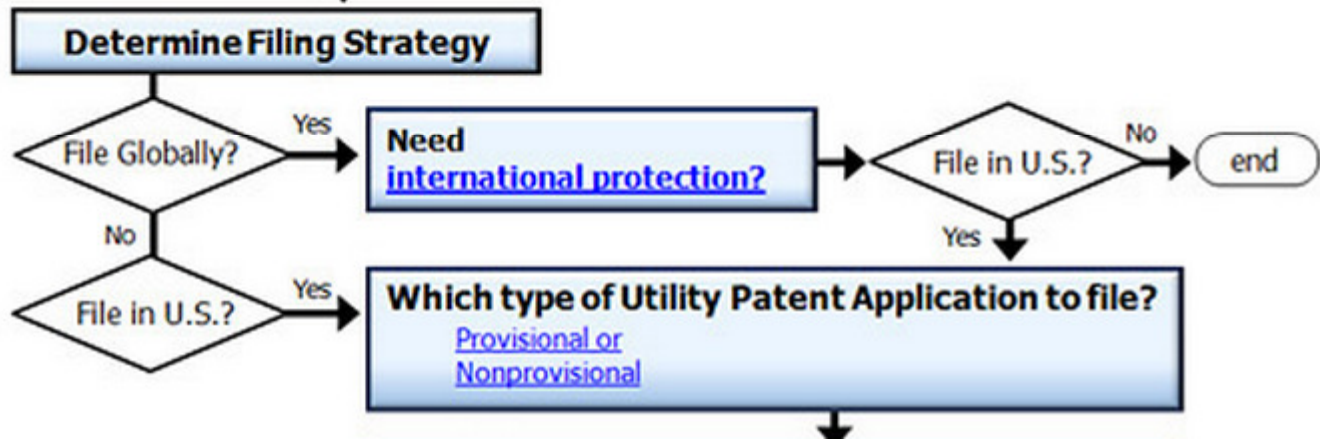 Determine Filing Strategy
File Globally?
Yes
Need
international protection?
File in U.S.?
No
end
No
Yes
File in U.S.?
Yes
Which type of Utility Patent Application to file?
Provisional or
Nonprovisional